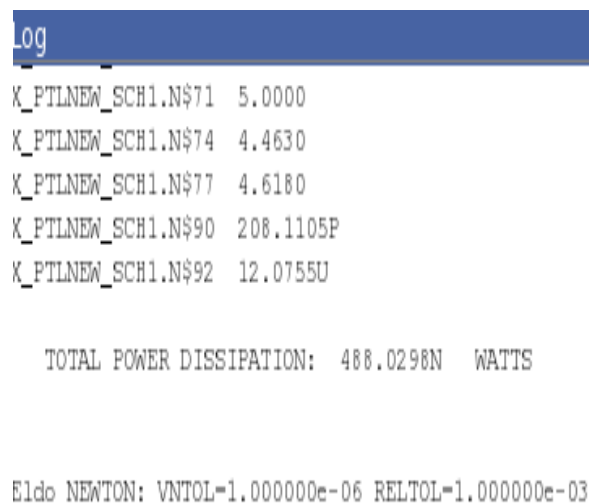 Log
X_PTLNEW_SCH1.N$71 5.0000
X_PTLNEW_SCH1.N$74 4.4630
X_PTLNEW_SCH1.N$77 4.6180
X_PTLNEW_SCH1.N$90 208.1105P
X_PTLNEW_SCH1.N$92 12.0755U
TOTAL POWER DISSIPATION: 488.0298N WATTS
Eldo NEWTON: VNTOL=1.000000e-06 RELTOL=1.000000e-03